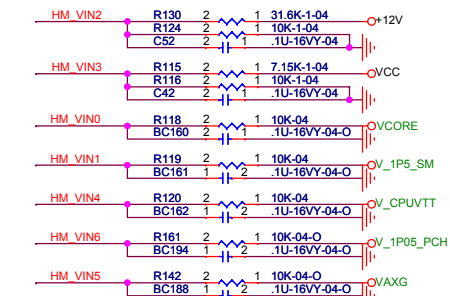 HM_VIN2 R130 2 1 31.6K-1-04 +12V
R124 2 1 10K-1-04
C52 2 1 .1U-16VY-04
HM_VIN3 R115 2 1 7.15K-1-04 VCC
R116 2 1 10K-1-04
C42 2 1 .1U-16VY-04
HM_VIN0 R118 2 1 10K-04 VCORE
BC160 2 1 .1U-16VY-04-O
HM_VIN1 R119 2 1 10K-04 V_1P5_SM
BC161 1 2 .1U-16VY-04-O
HM_VIN4 R120 2 1 10K-04 V_CPUVTT
BC162 1 2 .1U-16VY-04-O
HM_VIN6 R161 2 1 10K-04-O V_1P05_PCH
BC194 1 2 .1U-16VY-04-O
HM_VIN5 R142 2 1 10K-04-O VAXG
BC188 1 2 .1U-16VY-04-O